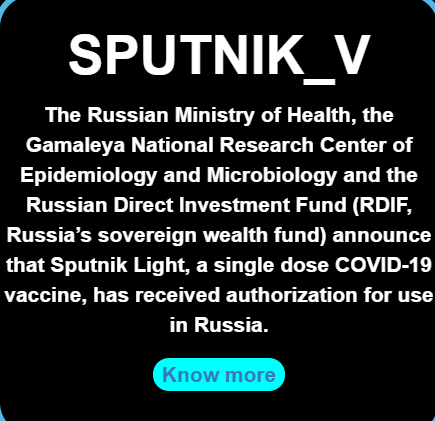 SPUTNIK_V
The Russian Ministry of Health, the
Gamaleya National Research Center of
Epidemiology and Microbiology and the
Russian Direct Investment Fund (RDIF,
Russia’s sovereign wealth fund) announce
that Sputnik Light, a single dose COVID-19
vaccine, has received authorization for use
in Russia.
Know more